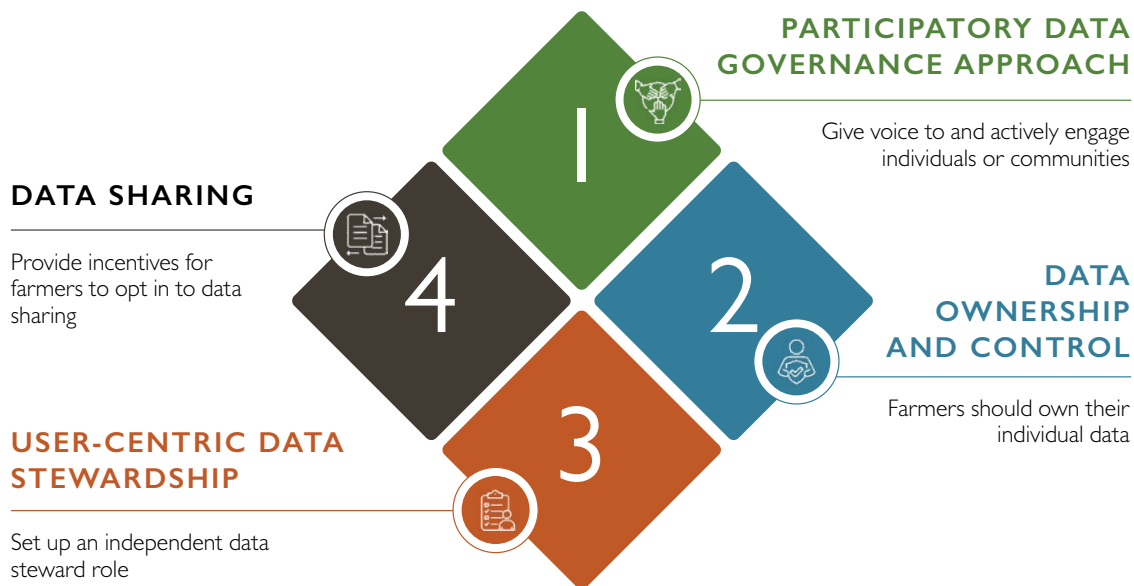 1
PARTICIPATORY DATA
GOVERNANCE APPROACH
Give voice to and actively engage
individuals or communities
2
DATA
OWNERSHIP
AND CONTROL
Farmers should own their
individual data
3
USER-CENTRIC DATA
STEWARDSHIP
Set up an independent data
steward role
4
DATA SHARING
Provide incentives for
farmers to opt in to data
sharing